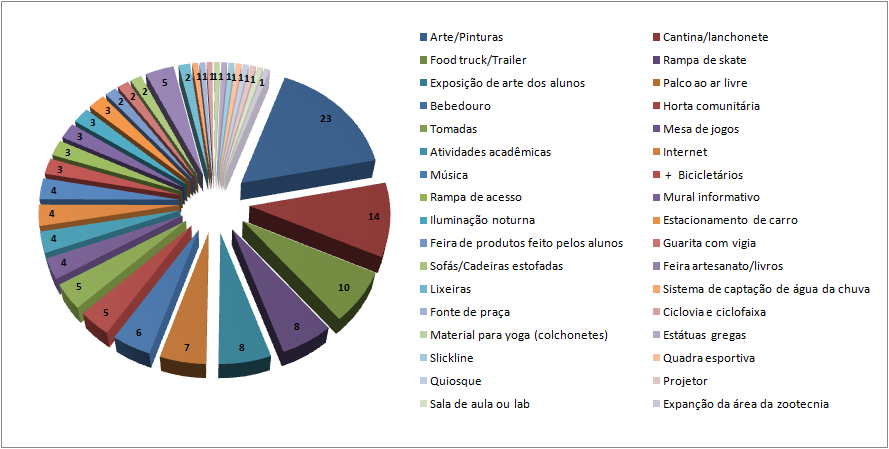 23
14
10
8
8
7
6
5
5
4
4
4
4
3
3
3
3
3
2
2
2
5
2
1
1
1
1
1
1
1
1
1
1
1
Arte/Pinturas
Cantina/lanchonete
Food truck/Trailer
Rampa de skate
Exposição de arte dos alunos
Palco ao ar livre
Bebedouro
Horta comunitária
Tomadas
Mesa de jogos
Atividades acadêmicas
Internet
Música
+ Bicicletários
Rampa de acesso
Mural informativo
Iluminação noturna
Estacionamento de carro
Feira de produtos feito pelos alunos
Guarita com vigia
Sofás/Cadeiras estofadas
Feira artesanato/livros
Lixeiras
Sistema de captação de água da chuva
Fonte de praça
Ciclovia e ciclofaixa
Material para yoga (colchonetes)
Estátuas gregas
Slickline
Quadra esportiva
Quiosque
Projetor
Sala de aula ou lab
Expanção da área da zootecnia